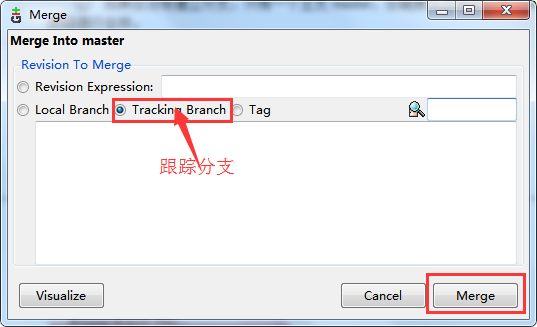 Merge
Merge Into master
Revision To Merge
Revision Expression:
Local Branch Tracking Branch Tag
跟踪分支
Visualize Cancel Merge